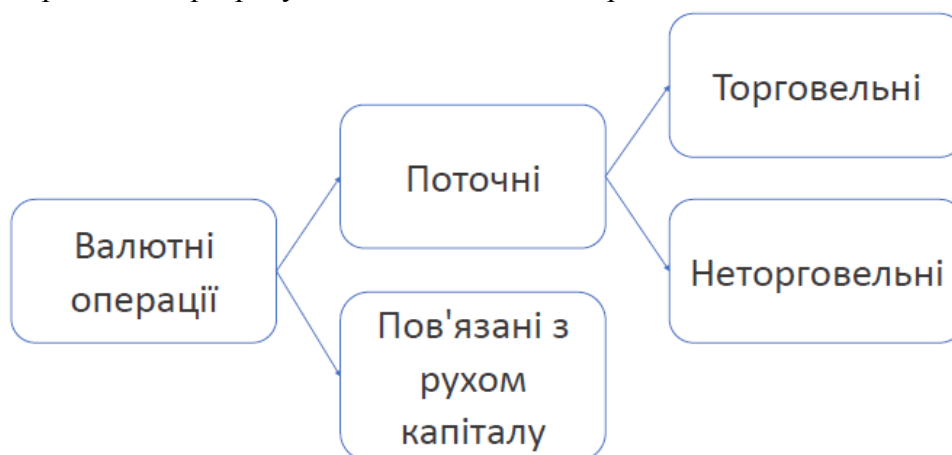 Торговельні
Поточні
Валютні
операції
Неторговельні
Пов'язані з
рухом
капіталу